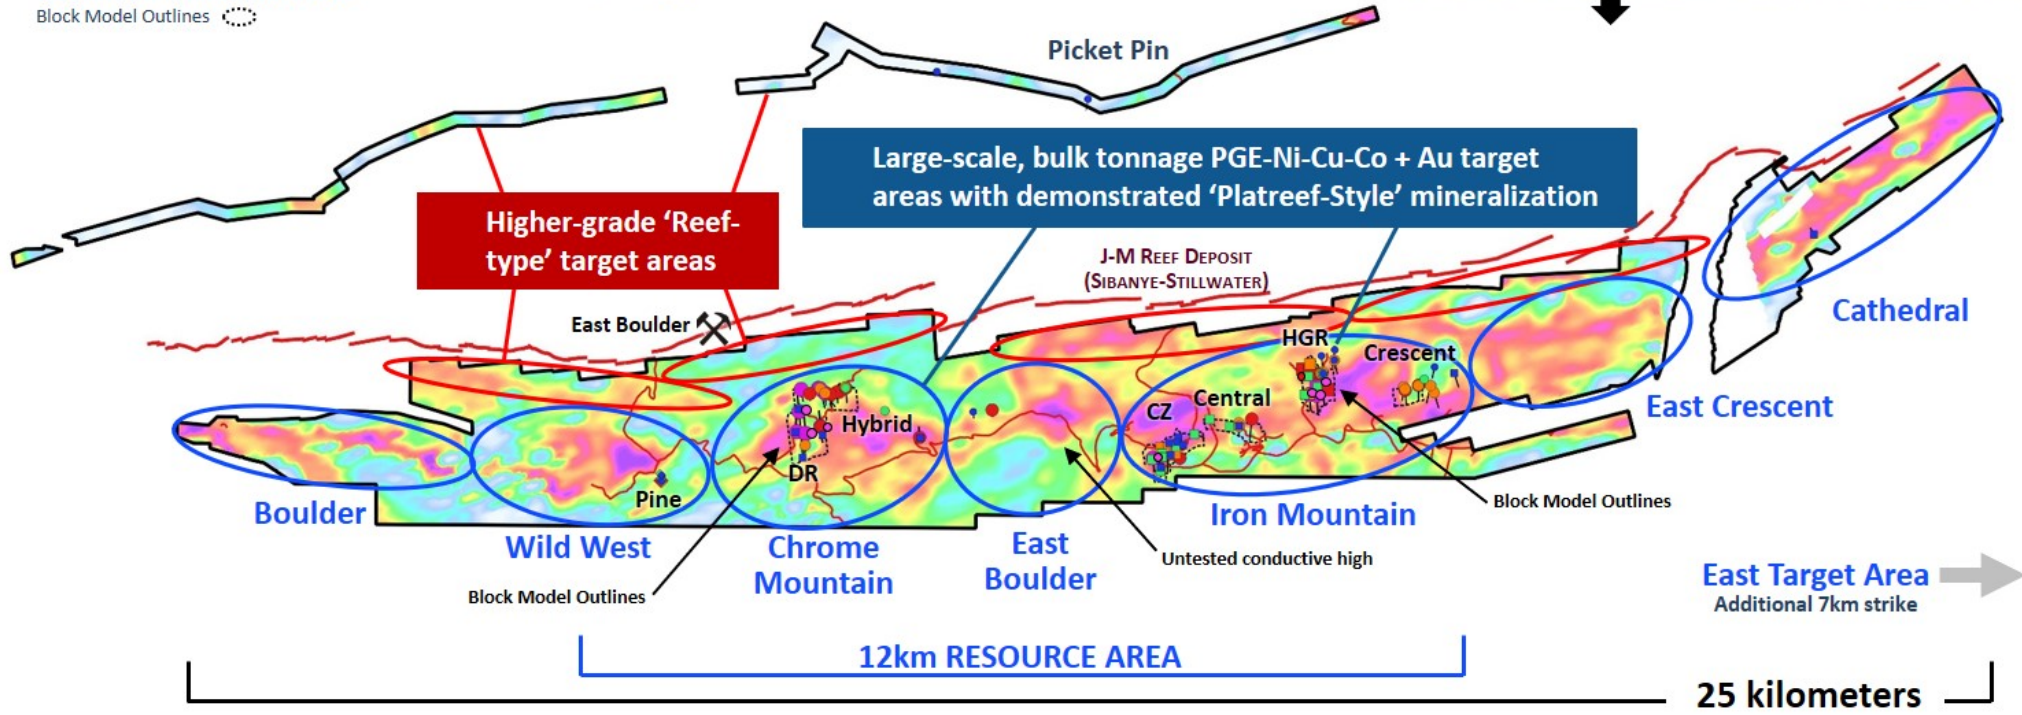 Block Model Outlines
Picket Pin
Large-scale, bulk tonnage PGE-Ni-Cu-Co + Au target
areas with demonstrated ‘Platreef-Style’ mineralization
Higher-grade ‘Reef-
type’ target areas
J-M Reef Deposit
(Sibanye-Stillwater)
East Boulder
Cathedral
HGR
Crescent
East Crescent
CZ
Central
Hybrid
DR
Pine
Boulder
Wild West
Chrome
Mountain
East
Boulder
Iron Mountain
Block Model Outlines
Untested conductive high
Block Model Outlines
East Target Area
Additional 7km strike
12km RESOURCE AREA
25 kilometers